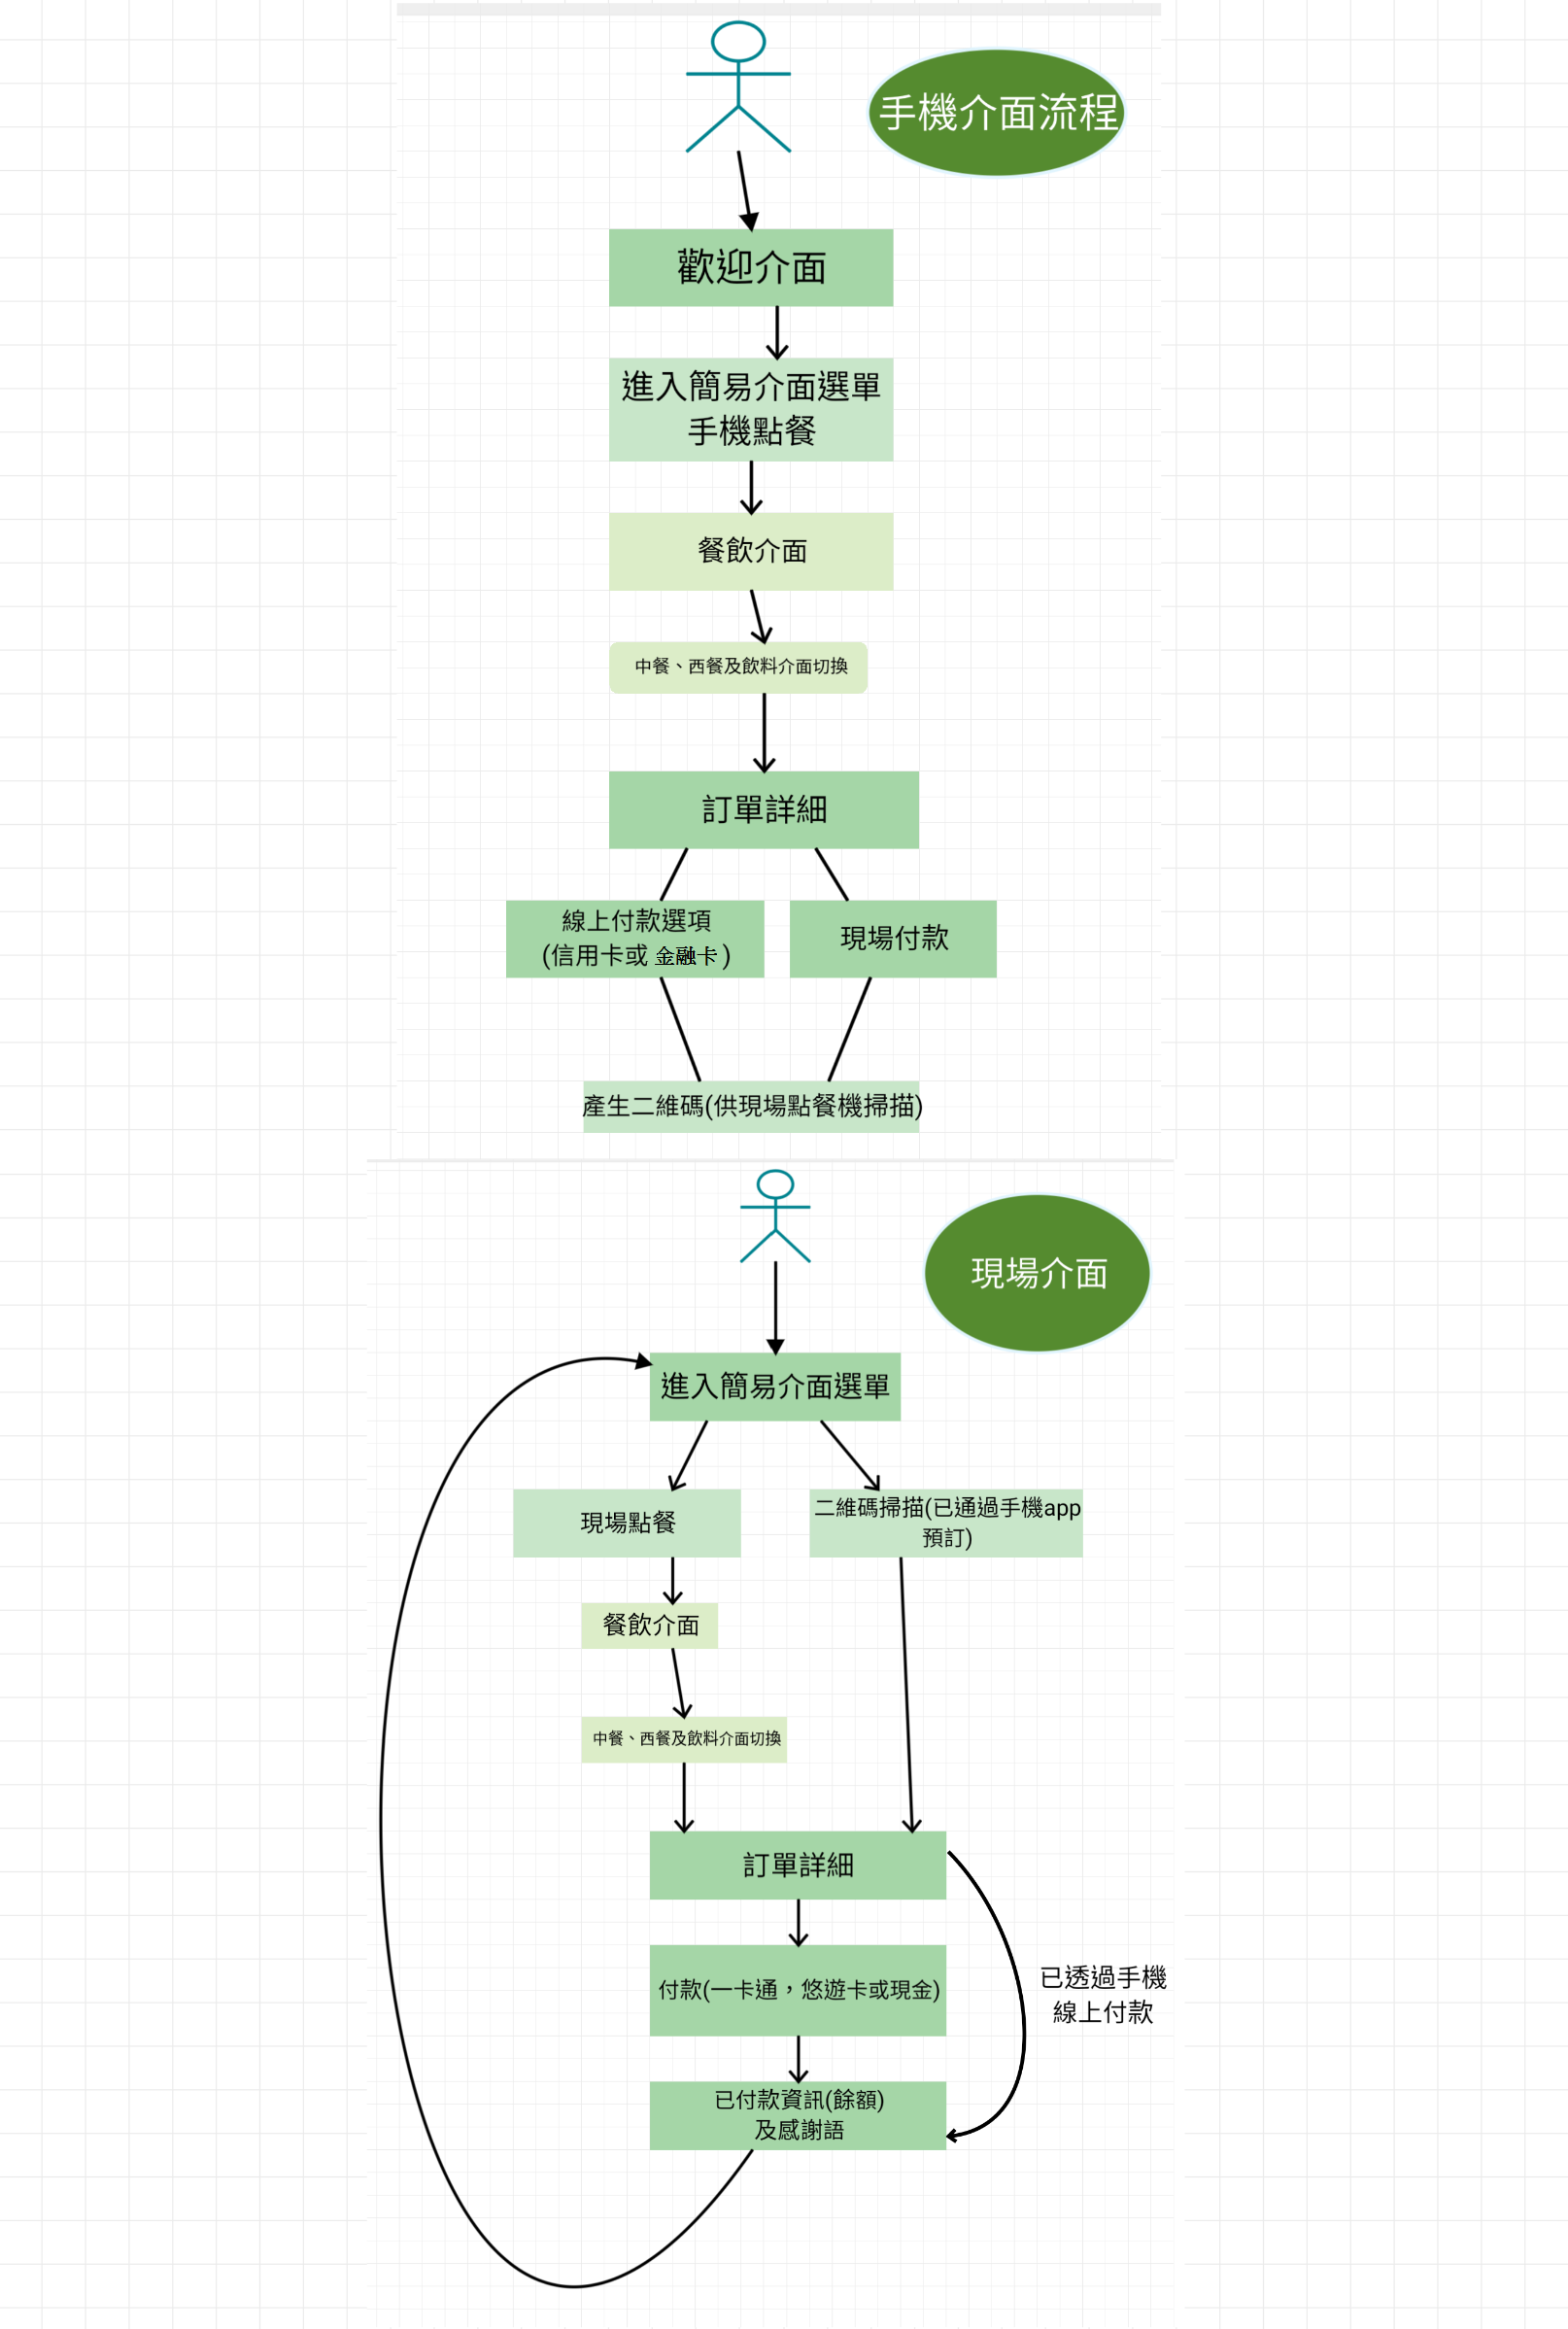 手機介面流程
歡迎介面
進入簡易介面選單
手機點餐
餐飲介面
中餐、西餐及飲料介面切換
訂單詳細
線上付款選項
(信用卡或 金融卡 )
現場付款
產生二維碼(供現場點餐機掃描)
現場介面
進入簡易介面選單
現場點餐
二維碼掃描(已通過手機app
預訂)
餐飲介面
中餐、西餐及飲料介面切換
訂單詳細
付款(一卡通，悠遊卡或現金)
已透過手機
線上付款
已付款資訊(餘額)
及感謝語